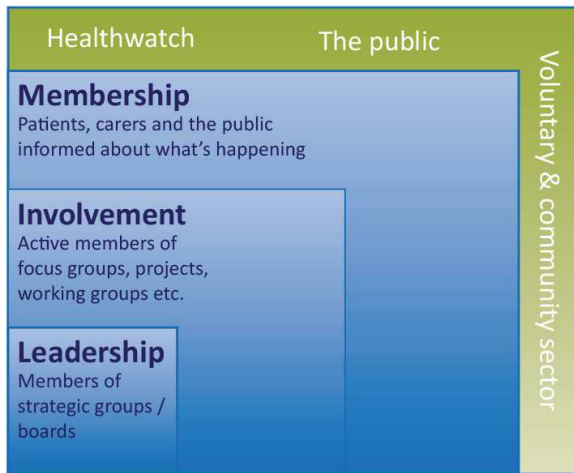 Healthwatch
The public
Voluntary & community sector
Membership
Patients, carers and the public
informed about what's happening
Involvement
Active members of
focus groups, projects,
working groups etc.
Leadership
Members of
strategic groups /
boards